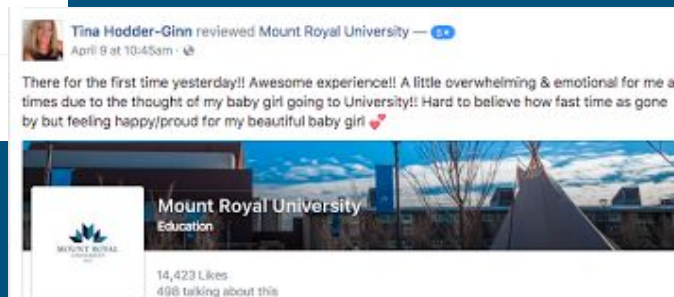 Tina Hodder-Ginn reviewed Mount Royal University — 5★
April 9 at 10:45am ·
There for the first time yesterday!! Awesome experience!! A little overwhelming & emotional for me a
times due to the thought of my baby girl going to University!! Hard to believe how fast time as gone
by but feeling happy/proud for my beautiful baby girl 💕
Mount Royal University
Education
MOUNT ROYAL
UNIVERSITY
14,423 Likes
498 talking about this